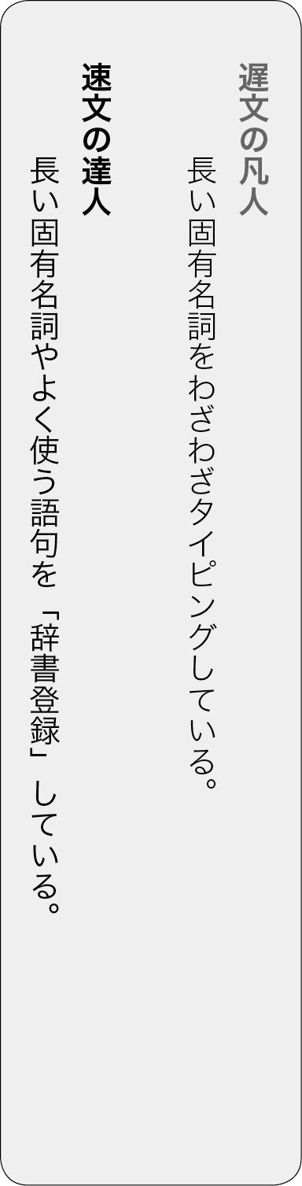 遅文の凡人
長い固有名詞をわざわざタイピングしている。
速文の達人
長い固有名詞やよく使う語句を「辞書登録」している。